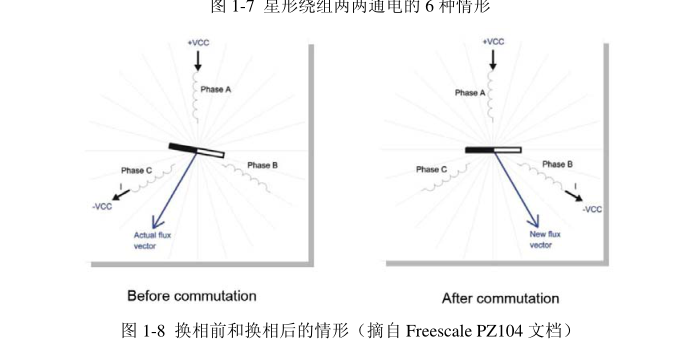 图 1-7 星形绕组两两通电的 6 种情形
+VCC
Phase A
Phase C
Phase B
I
-VCC
Actual flux
vector
Before commutation
+VCC
Phase A
Phase C
Phase B
I
-VCC
New flux
vector
After commutation
图 1-8 换相前和换相后的情形（摘自 Freescale PZ104 文档）